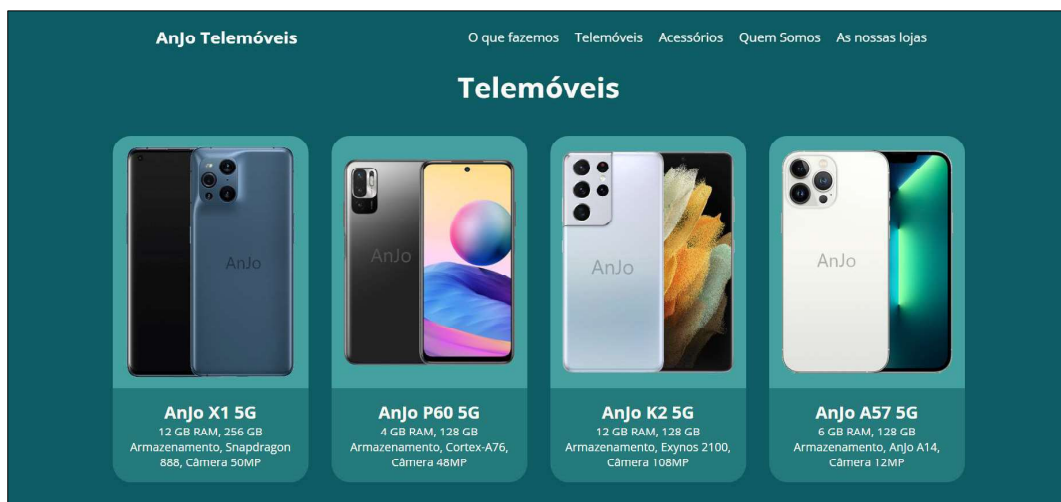 AnJo Telemóveis
O que fazemos Telemóveis Acessórios Quem Somos As nossas lojas
Telemóveis
AnJo
AnJo
AnJo
AnJo
AnJo X1 5G
12 GB RAM, 256 GB
Armazenamento, Snapdragon
888, Câmera 50MP
AnJo P60 5G
4 GB RAM, 128 GB
Armazenamento, Cortex-A76,
Câmera 48MP
AnJo K2 5G
12 GB RAM, 128 GB
Armazenamento, Exynos 2100,
Câmera 108MP
AnJo A57 5G
6 GB RAM, 128 GB
Armazenamento, AnJo A14,
Câmera 12MP